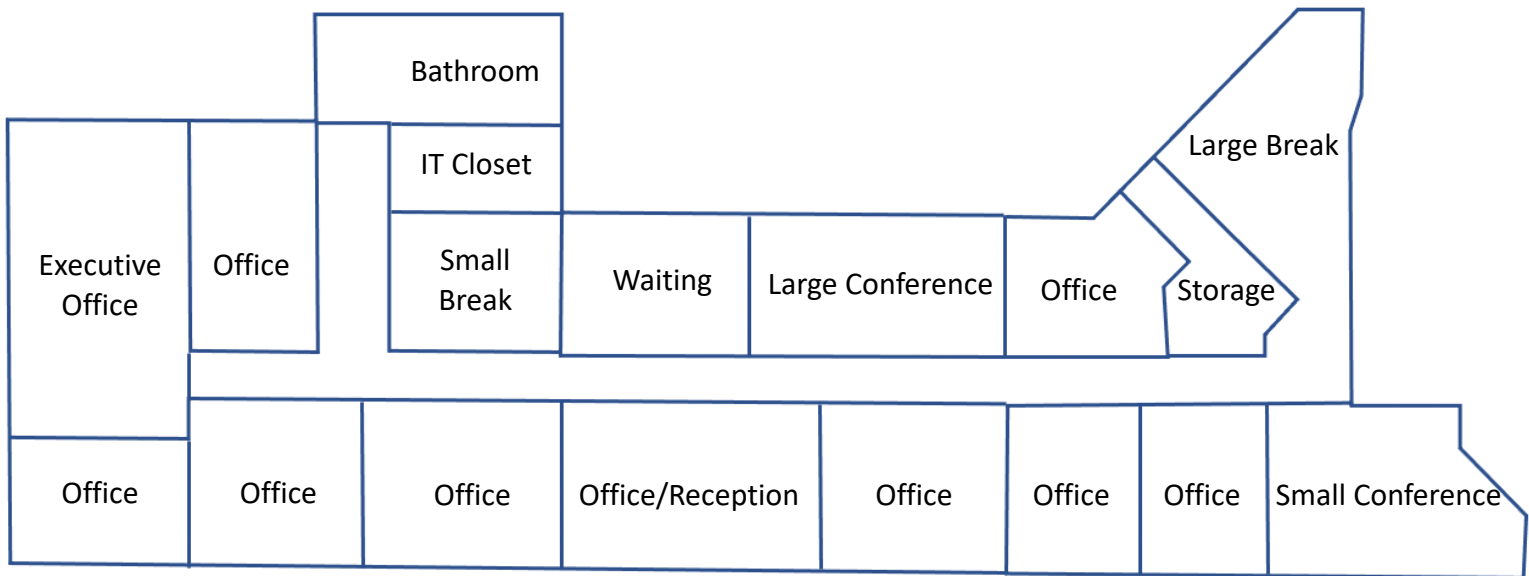 Bathroom
Large Break
IT Closet
Executive
Office
Office
Small
Break
Waiting
Large Conference
Office
Storage
Office
Office
Office
Office/Reception
Office
Office
Office
Small Conference